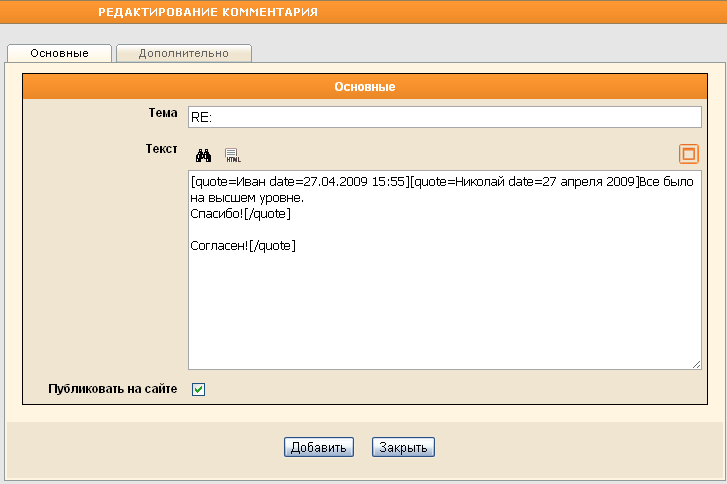 РЕДАКТИРОВАНИЕ КОММЕНТАРИЯ
Основные
Дополнительно
Основные
Тема
RE:
Текст
HTML
[quote=Иван date=27.04.2009 15:55][quote=Николай date=27 апреля 2009]Все было
на высшем уровне.
Спасибо![/quote]
Согласен![/quote]
Публиковать на сайте
Добавить
Закрыть